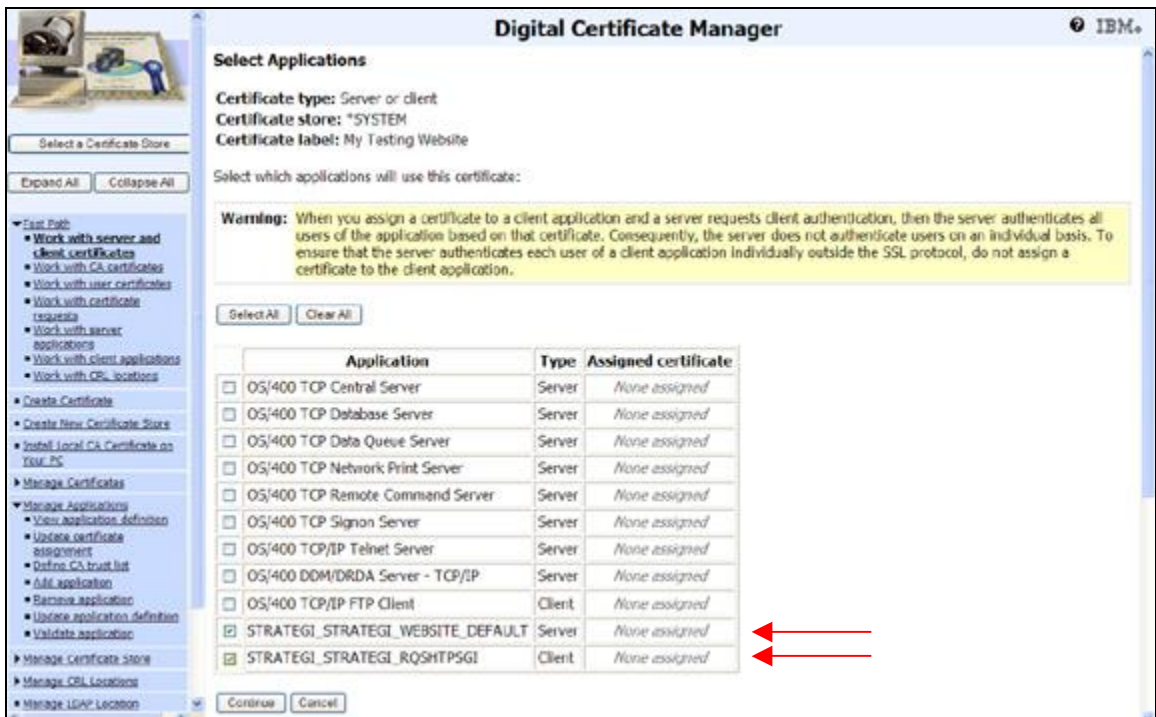 Digital Certificate Manager
IBM
Select a Certificate Store
Expand All
Collapse All
Fast Path
Work with server and
client certificates
Work with CA certificates
Work with user certificates
Work with certificate
requests
Work with server
applications
Work with client applications
Work with CRL locations
Create Certificate
Create New Certificate Store
Install Local CA Certificate on
Your PC
Manage Certificates
Manage Applications
View application definition
Update certificate
assignment
Define CA trust list
Add application
Remove application
Update application definition
Validate application
Manage Certificate Store
Manage CRL Locations
Manage LDAP Location
Select Applications
Certificate type: Server or client
Certificate store: *SYSTEM
Certificate label: My Testing Website
Select which applications will use this certificate:
Warning: When you assign a certificate to a client application and a server requests client authentication, then the server authenticates all
users of the application based on that certificate. Consequently, the server does not authenticate users on an individual basis. To
ensure that the server authenticates each user of a client application individually outside the SSL protocol, do not assign a
certificate to the client application.
Select All
Clear All
Application Type Assigned certificate
OS/400 TCP Central Server Server None assigned
OS/400 TCP Database Server Server None assigned
OS/400 TCP Data Queue Server Server None assigned
OS/400 TCP Network Print Server Server None assigned
OS/400 TCP Remote Command Server Server None assigned
OS/400 TCP Signon Server Server None assigned
OS/400 TCP/IP Telnet Server Server None assigned
OS/400 DDM/DRDA Server - TCP/IP Server None assigned
OS/400 TCP/IP FTP Client Client None assigned
STRATEGI_STRATEGI_WEBSITE_DEFAULT Server None assigned
STRATEGI_STRATEGI_RQSHTPSGI Client None assigned
Continue
Cancel